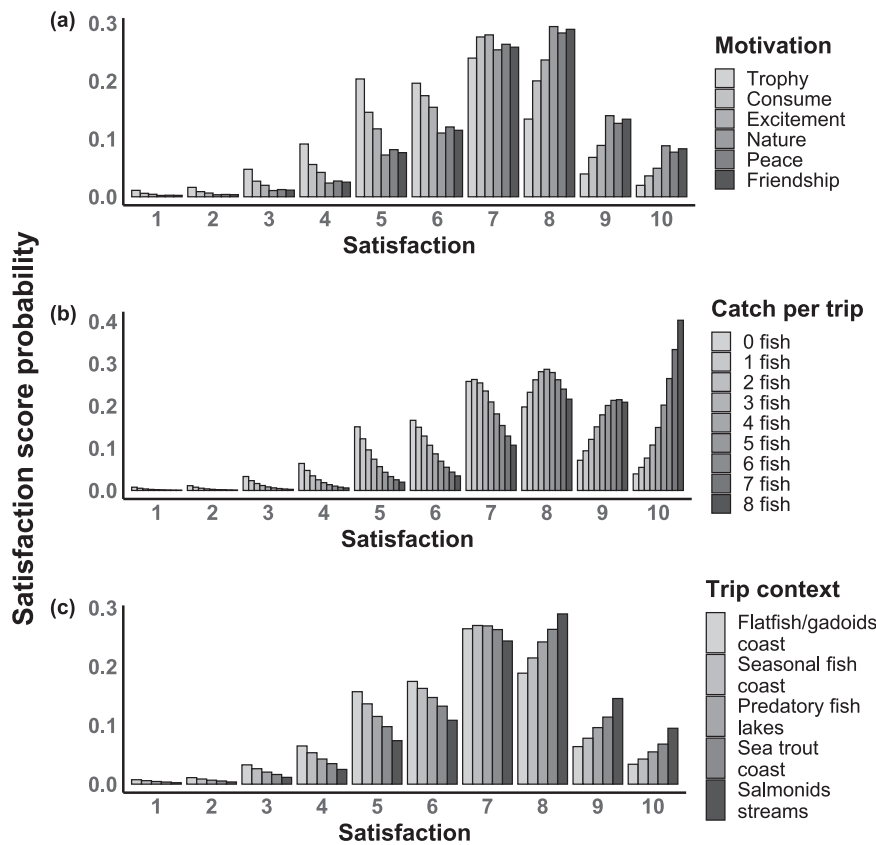 Satisfaction score probability
(a)
0.3
0.2
0.1
0.0
1 2 3 4 5 6 7 8 9 10
Satisfaction
Motivation
Trophy
Consume
Excitement
Nature
Peace
Friendship
(b)
0.4
0.3
0.2
0.1
0.0
1 2 3 4 5 6 7 8 9 10
Satisfaction
Catch per trip
0 fish
1 fish
2 fish
3 fish
4 fish
5 fish
6 fish
7 fish
8 fish
(c)
0.3
0.2
0.1
0.0
1 2 3 4 5 6 7 8 9 10
Satisfaction
Trip context
Flatfish/gadoids
coast
Seasonal fish
coast
Predatory fish
lakes
Sea trout
coast
Salmonids
streams